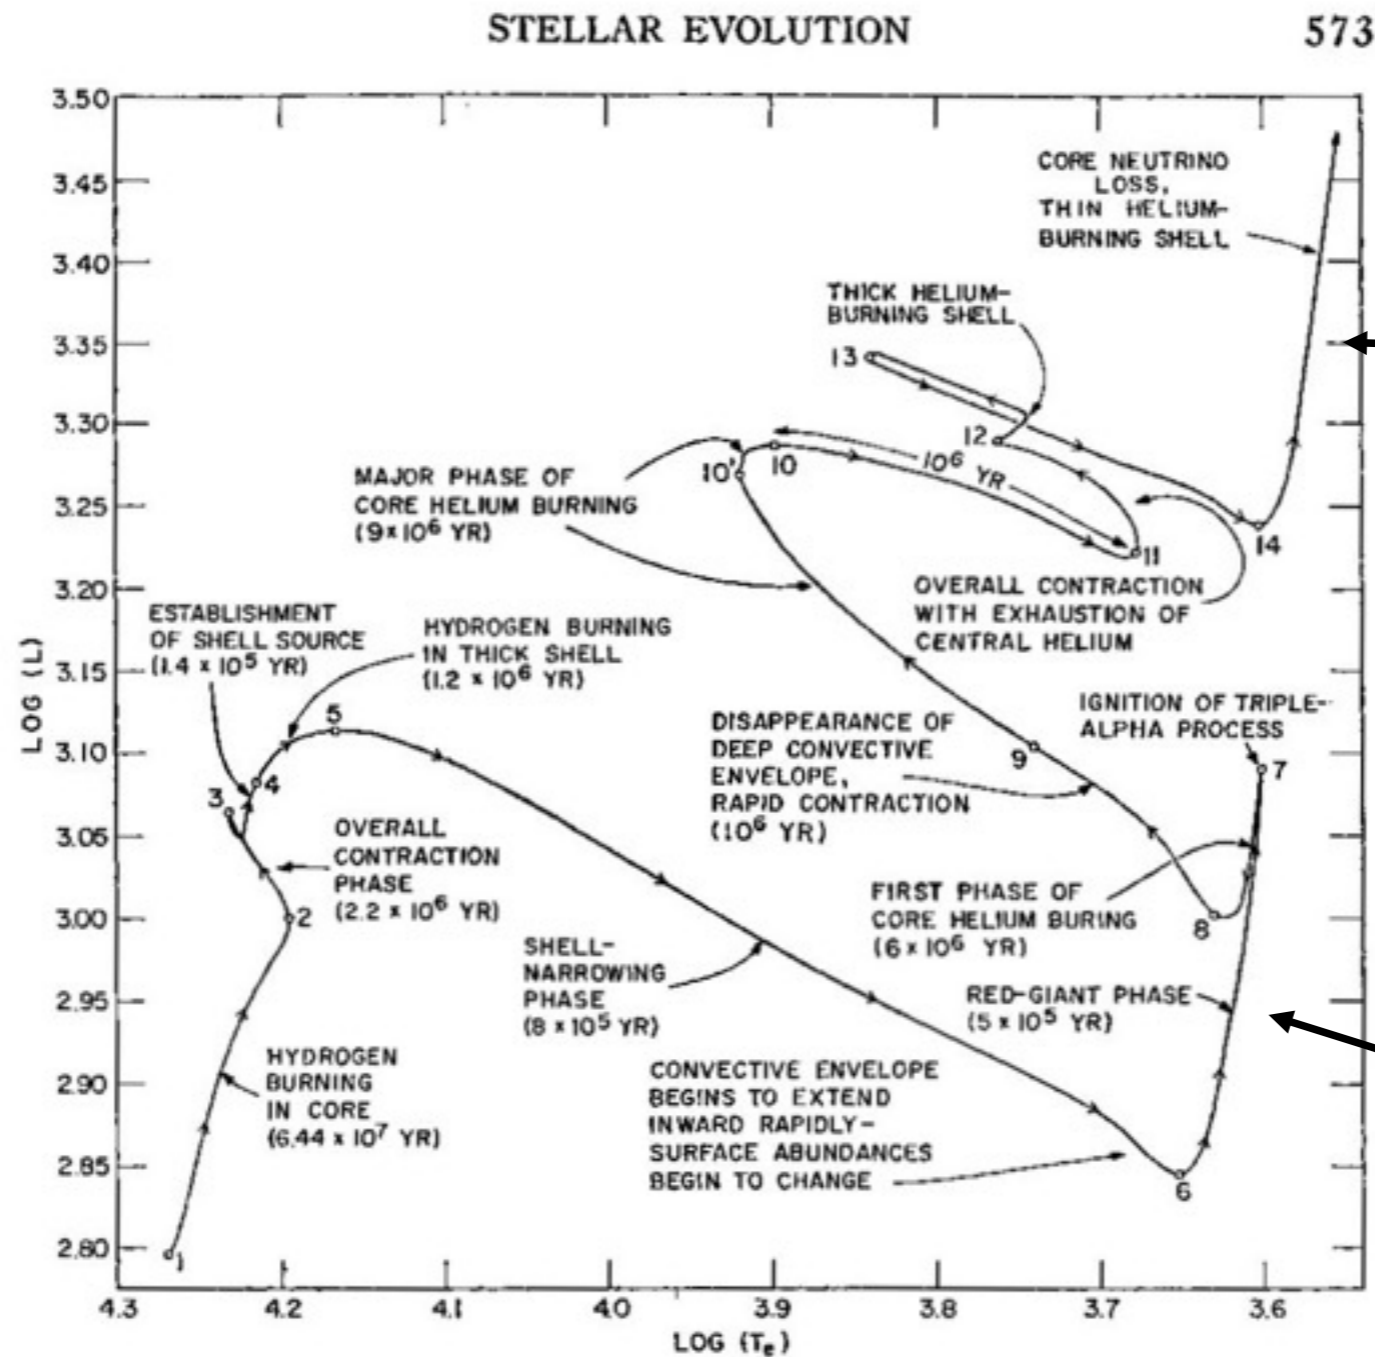 STELLAR EVOLUTION
573
3.50
3.45
3.40
3.35
3.30
3.25
3.20
3.15
3.10
3.05
3.00
2.95
2.90
2.85
2.80
LOG (L)
CORE NEUTRINO
LOSS,
THIN HELIUM-
BURNING SHELL
THICK HELIUM-
BURNING SHELL
13
12
10
10'
10⁶ YR
11
14
MAJOR PHASE OF
CORE HELIUM BURNING
(9 x 10⁶ YR)
OVERALL CONTRACTION
WITH EXHAUSTION OF
CENTRAL HELIUM
ESTABLISHMENT
OF SHELL SOURCE
(1.4 x 10⁵ YR)
HYDROGEN BURNING
IN THICK SHELL
(1.2 x 10⁶ YR)
5
4
3
IGNITION OF TRIPLE-
ALPHA PROCESS
7
DISAPPEARANCE OF
DEEP CONVECTIVE
ENVELOPE,
RAPID CONTRACTION
(10⁶ YR)
9
OVERALL
CONTRACTION
PHASE
(2.2 x 10⁶ YR)
2
FIRST PHASE OF
CORE HELIUM BURING
(6 x 10⁶ YR)
8
SHELL-
NARROWING
PHASE
(8 x 10⁵ YR)
RED-GIANT PHASE
(5 x 10⁵ YR)
HYDROGEN
BURNING
IN CORE
(6.44 x 10⁷ YR)
CONVECTIVE ENVELOPE
BEGINS TO EXTEND
INWARD RAPIDLY-
SURFACE ABUNDANCES
BEGIN TO CHANGE
6
1
4.3
4.2
4.1
4.0
3.9
3.8
3.7
3.6
LOG (Tₑ)